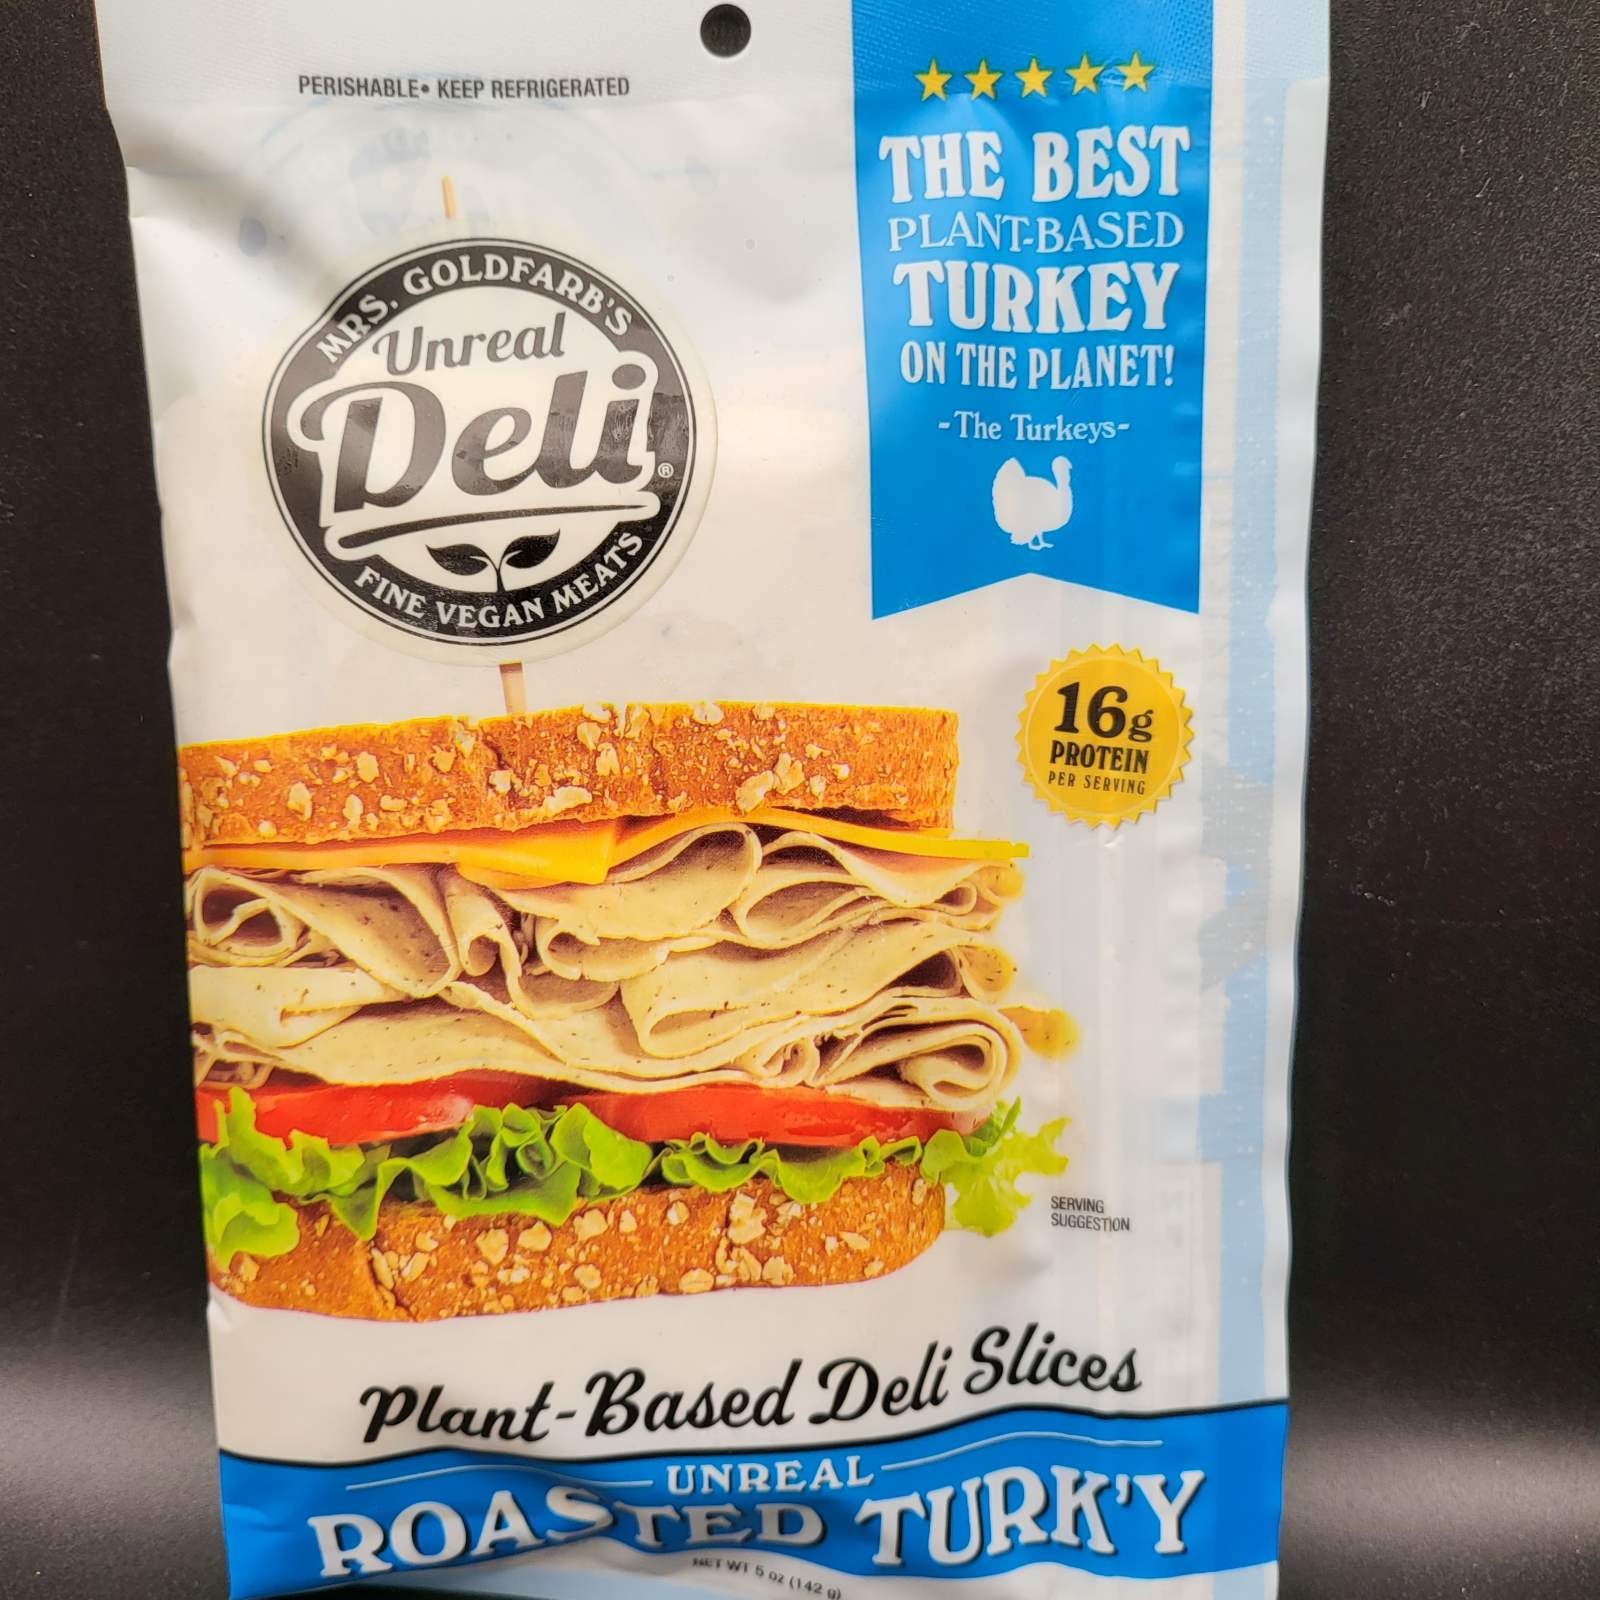 PERISHABLE• KEEP REFRIGERATED
THE BEST
PLANT-BASED
TURKEY
ON THE PLANET!
-The Turkeys-
MRS. GOLDFARB'S
Unreal
Deli®
FINE VEGAN MEATS
16g
PROTEIN
PER SERVING
SERVING
SUGGESTION
Plant-Based Deli Slices
UNREAL
ROASTED TURK'Y
NET WT 5 oz (142 g)